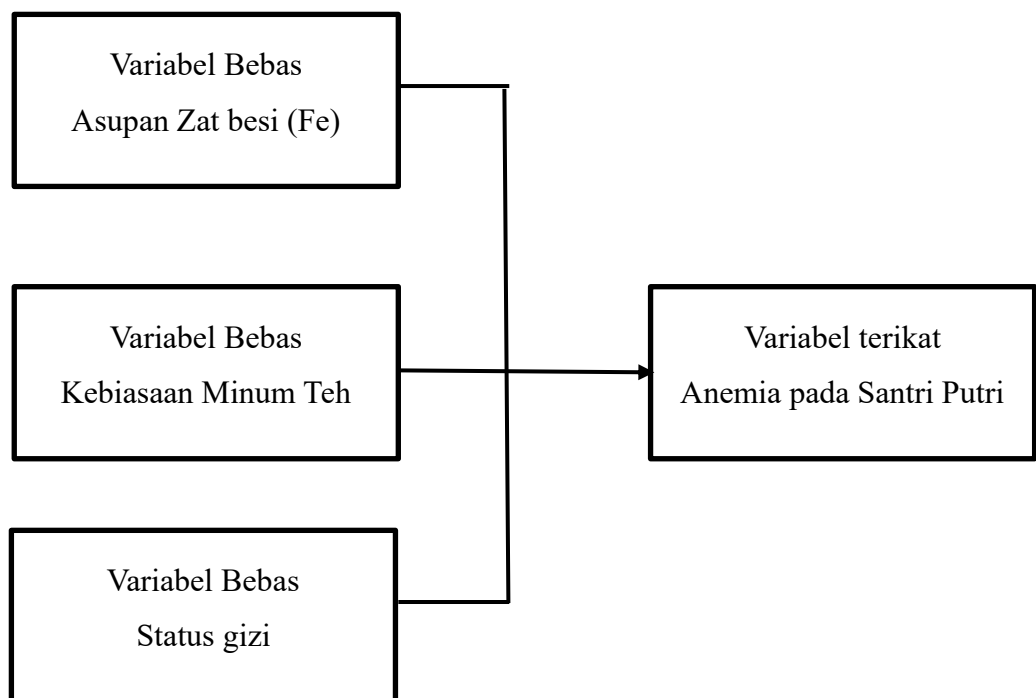 Variabel Bebas
Asupan Zat besi (Fe)
Variabel Bebas
Kebiasaan Minum Teh
Variabel terikat
Anemia pada Santri Putri
Variabel Bebas
Status gizi